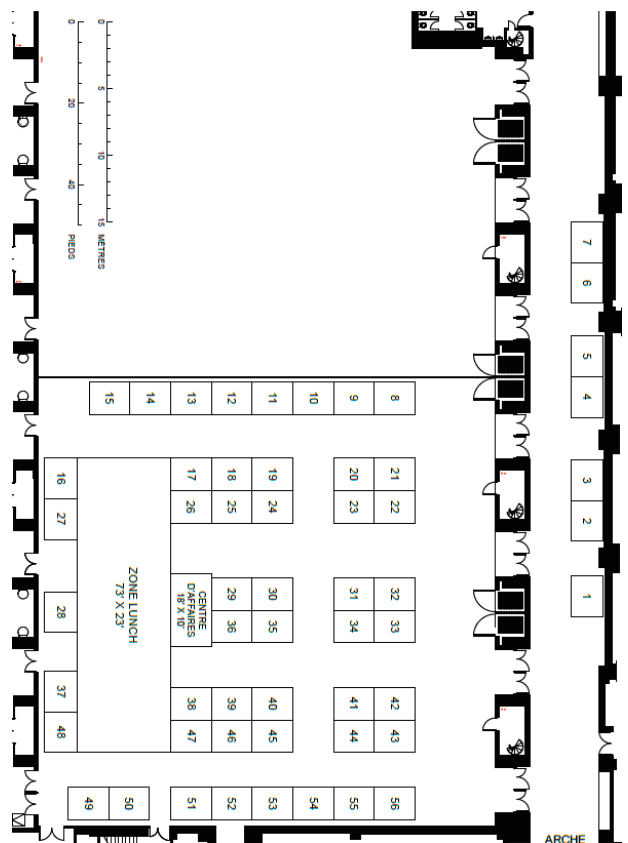 0 5 10 15 MÈTRES
0 20 40 PIEDS
7
6
5
4
3
2
1
15 14 13 12 11 10 9 8
16 17 18 19 20 21
27 26 25 24 23 22
ZONE LUNCH
73' X 23'
CENTRE
D'AFFAIRES
18' X 10'
28 29 30 31 32
36 35 34 33
37 38 39 40 41 42
48 47 46 45 44 43
49 50 51 52 53 54 55 56
ARCHE